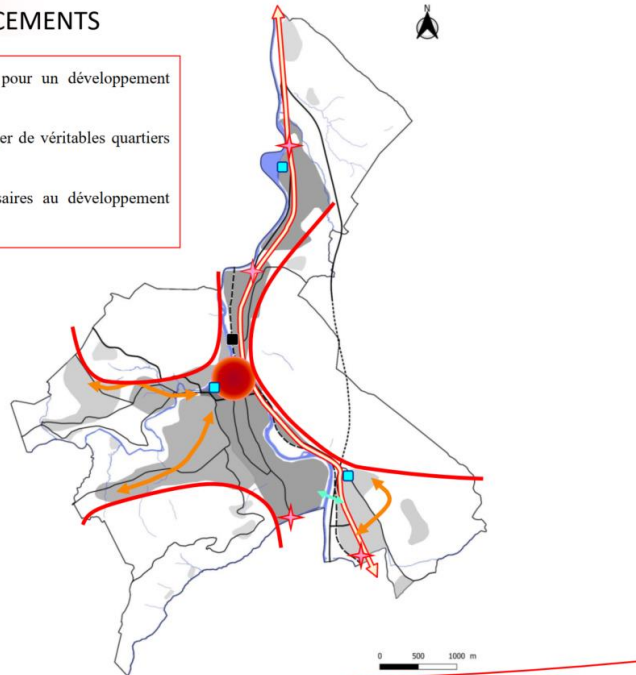 CEMENTS
N
pour un développement
er de véritables quartiers
saires au développement
0 500 1000 m